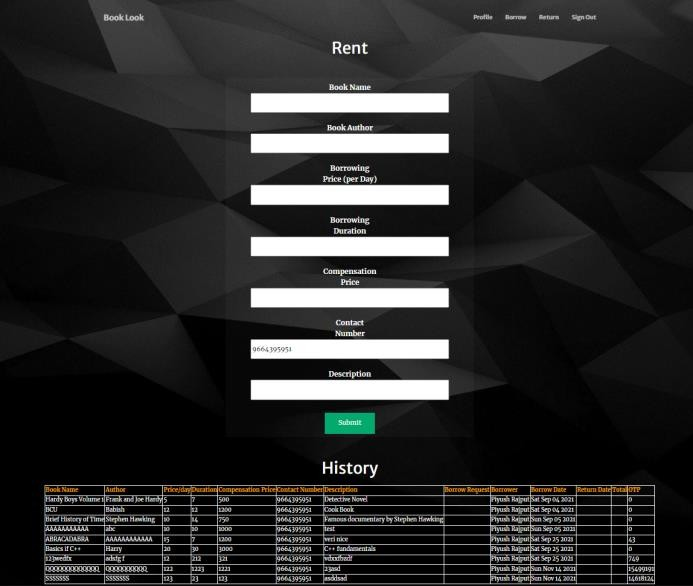 Book Look
Profile Borrow Return Sign Out
Rent
Book Name
Book Author
Borrowing
Price (per Day)
Borrowing
Duration
Compensation
Price
Contact
Number
9664395951
Description
Submit
History
Book Name Author Price/day Duration Compensation Price Contact Number Description Borrow Request Borrower Borrow Date Return Date Total OTP
Hardy Boys Volume 1 Frank and Joe Hardy 5 7 500 9664395951 Detective Novel Piyush Rajput Sat Sep 04 2021 0
BCU Babish 12 12 1200 9664395951 Cook Book Piyush Rajput Sat Sep 04 2021 0
Brief History of Time Stephen Hawking 10 14 750 9664395951 Famous documentary by Stephen Hawking Piyush Rajput Sun Sep 05 2021 0
AAAAAAAAAAA abc 10 10 1000 9664395951 test Piyush Rajput Sun Sep 05 2021 0
ABRACADABRA AAAAAAAAAAAA 15 7 1200 9664395951 veri nice Piyush Rajput Sat Sep 25 2021 43
Basics if C++ Harry 20 30 3000 9664395951 C++ fundamentals Piyush Rajput Sat Sep 25 2021 0
123wedfx adsfg f 12 212 321 9664395951 Piyush Rajput Sat Sep 25 2021 749
122 1223 1221 9664395951 23asd Piyush Rajput Sun Nov 14 2021 15499191
SSSSSSS SSSSSSS 123 23 123 9664395951 asddsad Piyush Rajput Sun Nov 14 2021 14618124